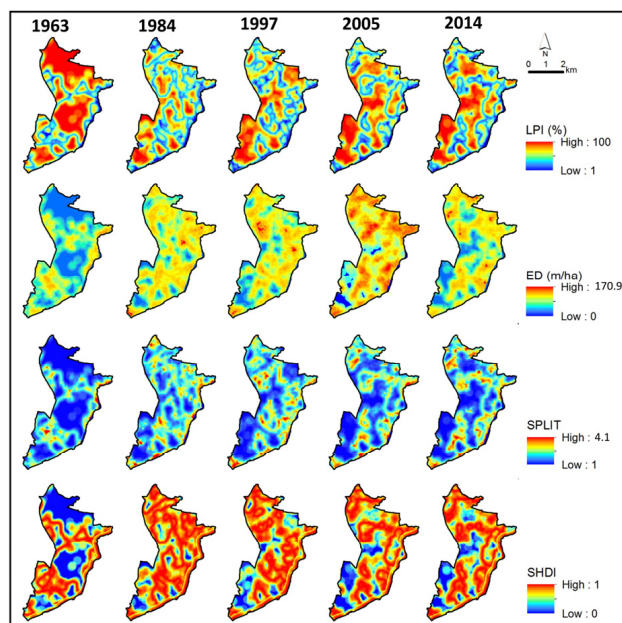 1963 1984 1997 2005 2014
N
0 1 2
km
LPI (%)
High : 100
Low : 1
ED (m/ha)
High : 170.9
Low : 0
SPLIT
High : 4.1
Low : 1
SHDI
High : 1
Low : 0